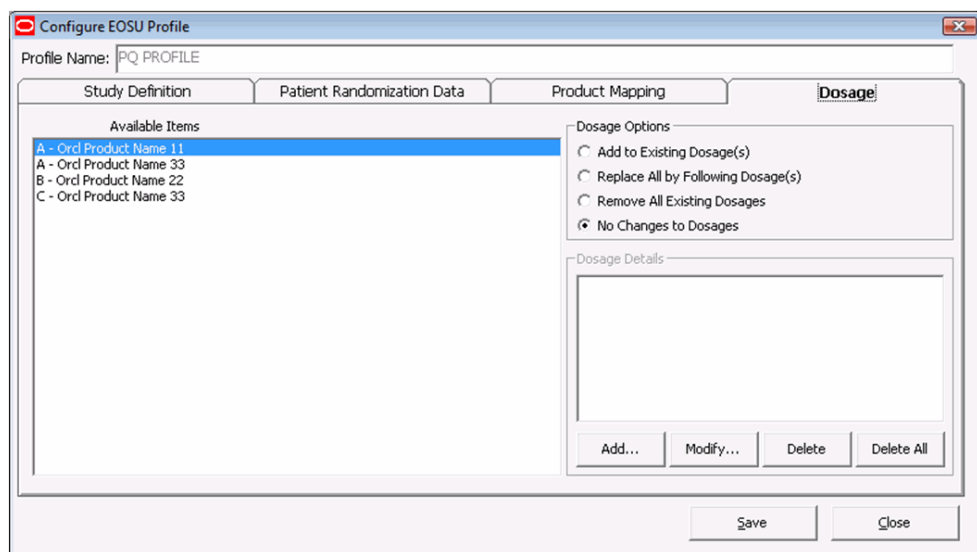 Configure EOSU Profile
Profile Name: PQ PROFILE
Study Definition Patient Randomization Data Product Mapping Dosage
Available Items
A - Orcl Product Name 11
A - Orcl Product Name 33
B - Orcl Product Name 22
C - Orcl Product Name 33
Dosage Options
Add to Existing Dosage(s)
Replace All by Following Dosage(s)
Remove All Existing Dosages
No Changes to Dosages
Dosage Details
Add... Modify... Delete Delete All
Save Close